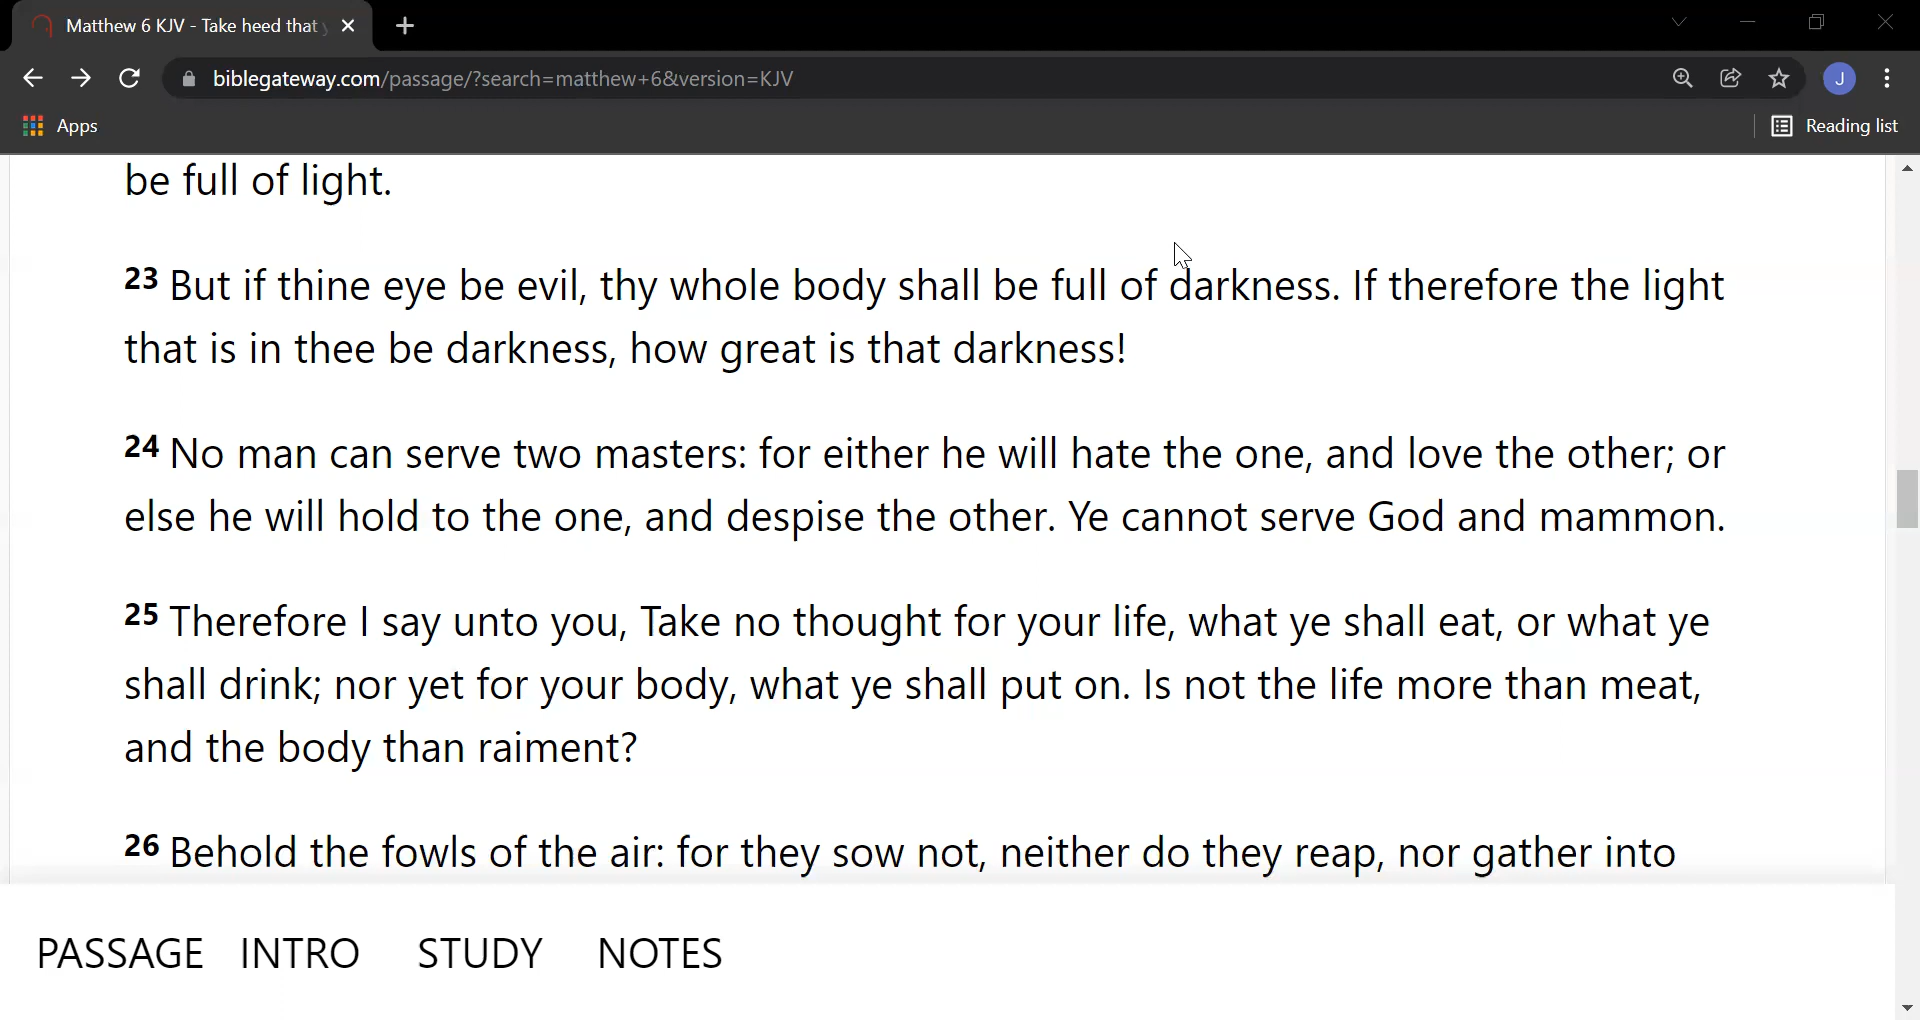 Matthew 6 KJV - Take heed that
biblegateway.com/passage/?search=matthew+6&version=KJV
J
Apps
Reading list
be full of light.
23 But if thine eye be evil, thy whole body shall be full of darkness. If therefore the light
that is in thee be darkness, how great is that darkness!
24 No man can serve two masters: for either he will hate the one, and love the other; or
else he will hold to the one, and despise the other. Ye cannot serve God and mammon.
25 Therefore I say unto you, Take no thought for your life, what ye shall eat, or what ye
shall drink; nor yet for your body, what ye shall put on. Is not the life more than meat,
and the body than raiment?
26 Behold the fowls of the air: for they sow not, neither do they reap, nor gather into
PASSAGE INTRO STUDY NOTES